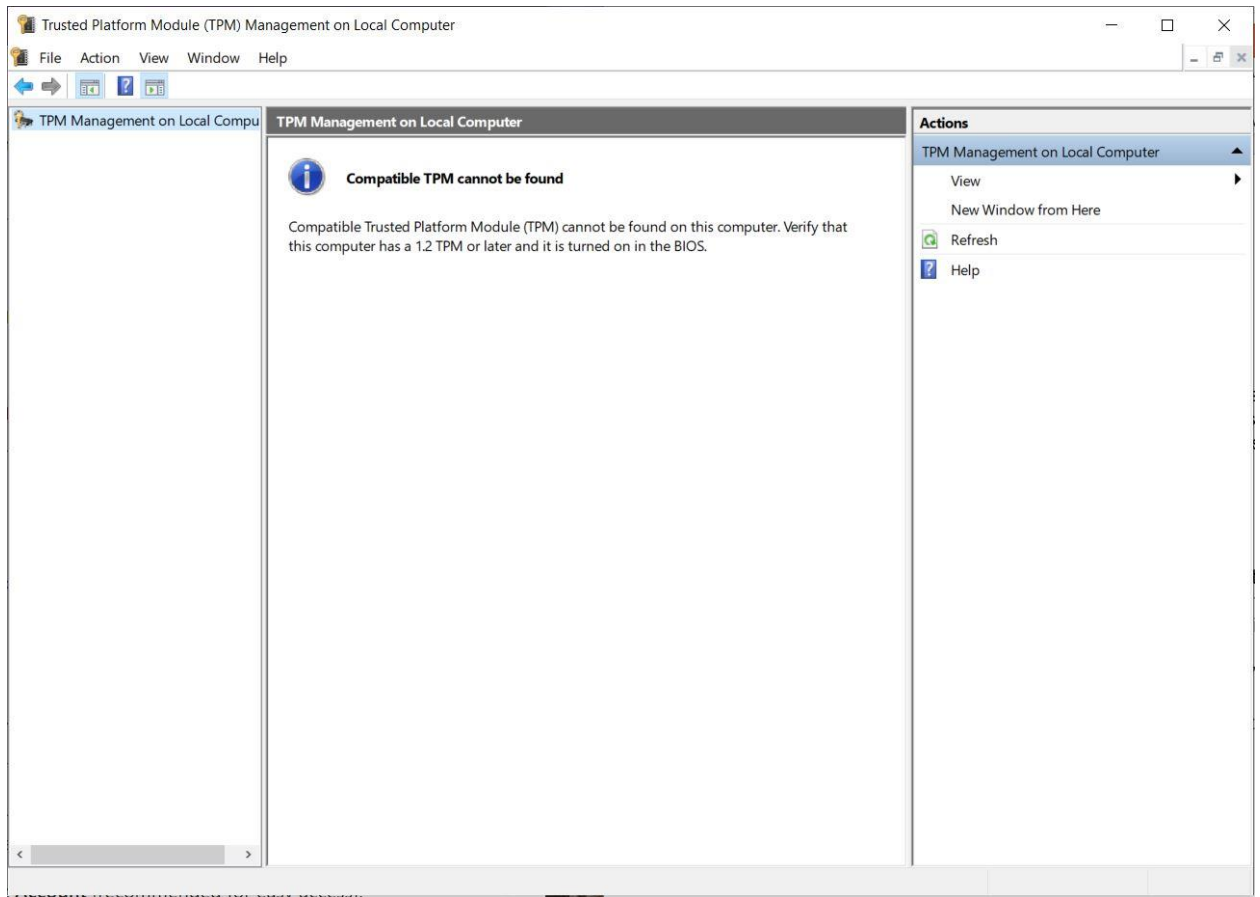 Trusted Platform Module (TPM) Management on Local Computer
File Action View Window Help
TPM Management on Local Compu
TPM Management on Local Computer
Compatible TPM cannot be found
Compatible Trusted Platform Module (TPM) cannot be found on this computer. Verify that
this computer has a 1.2 TPM or later and it is turned on in the BIOS.
Actions
TPM Management on Local Computer
View
New Window from Here
Refresh
Help